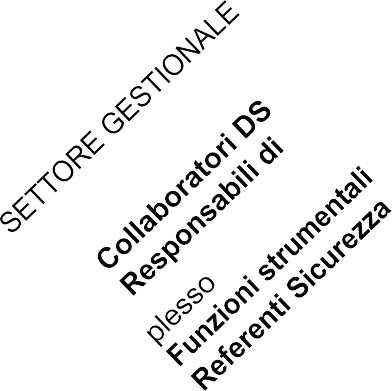 SETTORE GESTIONALE
Collaboratori DS
Responsabili di
plesso
Funzioni strumentali
Referenti Sicurezza